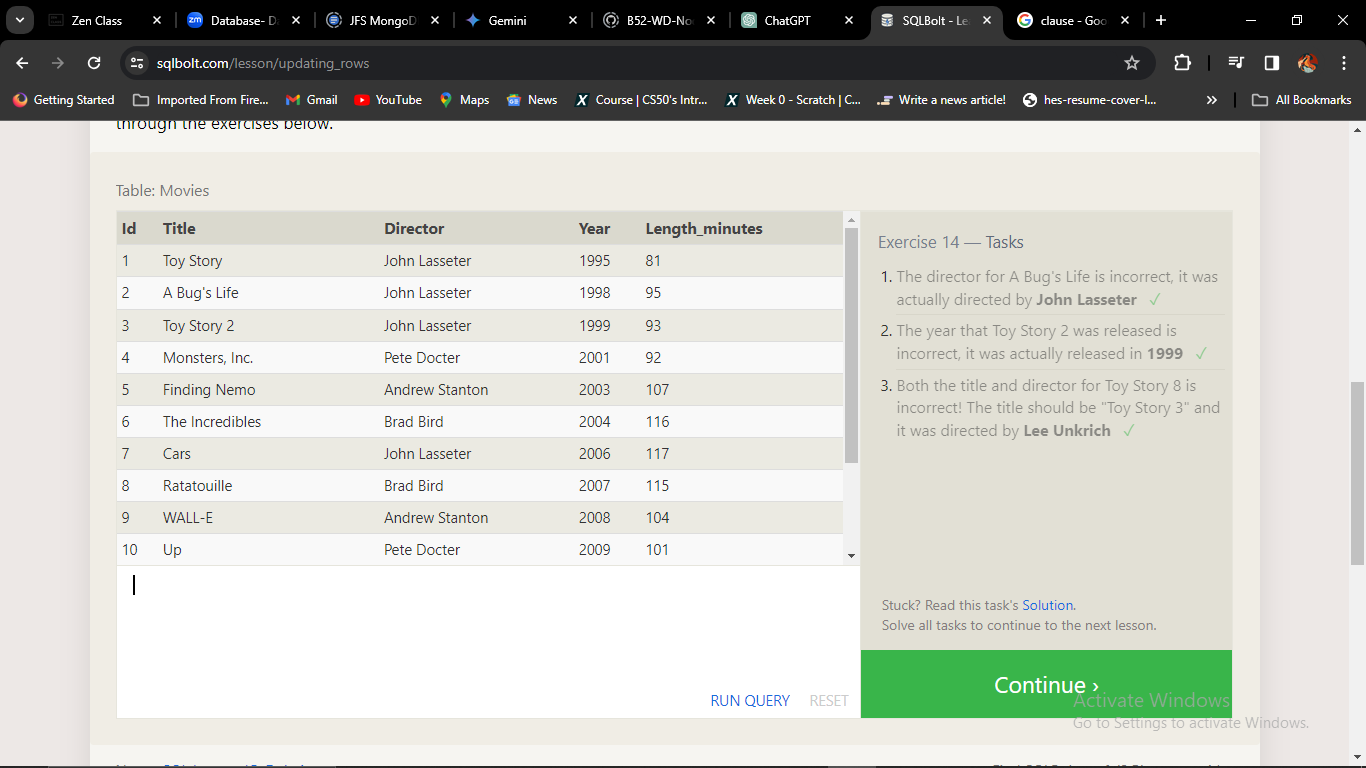 Zen Class
Database- D
JFS MongoD
Gemini
B52-WD-No
ChatGPT
SQLBolt - Le
clause - Goo
sqlbolt.com/lesson/updating_rows
Getting Started
Imported From Fire...
Gmail
YouTube
Maps
News
Course | CS50's Intr...
Week 0 - Scratch | C...
Write a news article!
hes-resume-cover-l...
»
All Bookmarks
through the exercises below.
Table: Movies
Id Title Director Year Length_minutes
1 Toy Story John Lasseter 1995 81
2 A Bug's Life John Lasseter 1998 95
3 Toy Story 2 John Lasseter 1999 93
4 Monsters, Inc. Pete Docter 2001 92
5 Finding Nemo Andrew Stanton 2003 107
6 The Incredibles Brad Bird 2004 116
7 Cars John Lasseter 2006 117
8 Ratatouille Brad Bird 2007 115
9 WALL-E Andrew Stanton 2008 104
10 Up Pete Docter 2009 101
RUN QUERY RESET
Exercise 14 — Tasks
1. The director for A Bug's Life is incorrect, it was
actually directed by John Lasseter ✓
2. The year that Toy Story 2 was released is
incorrect, it was actually released in 1999 ✓
3. Both the title and director for Toy Story 8 is
incorrect! The title should be "Toy Story 3" and
it was directed by Lee Unkrich ✓
Stuck? Read this task's Solution.
Solve all tasks to continue to the next lesson.
Continue ›
Activate Windows
Go to Settings to activate Windows.